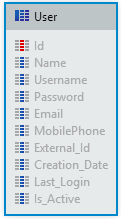 User
Id
Name
Username
Password
Email
MobilePhone
External_Id
Creation_Date
Last_Login
Is_Active